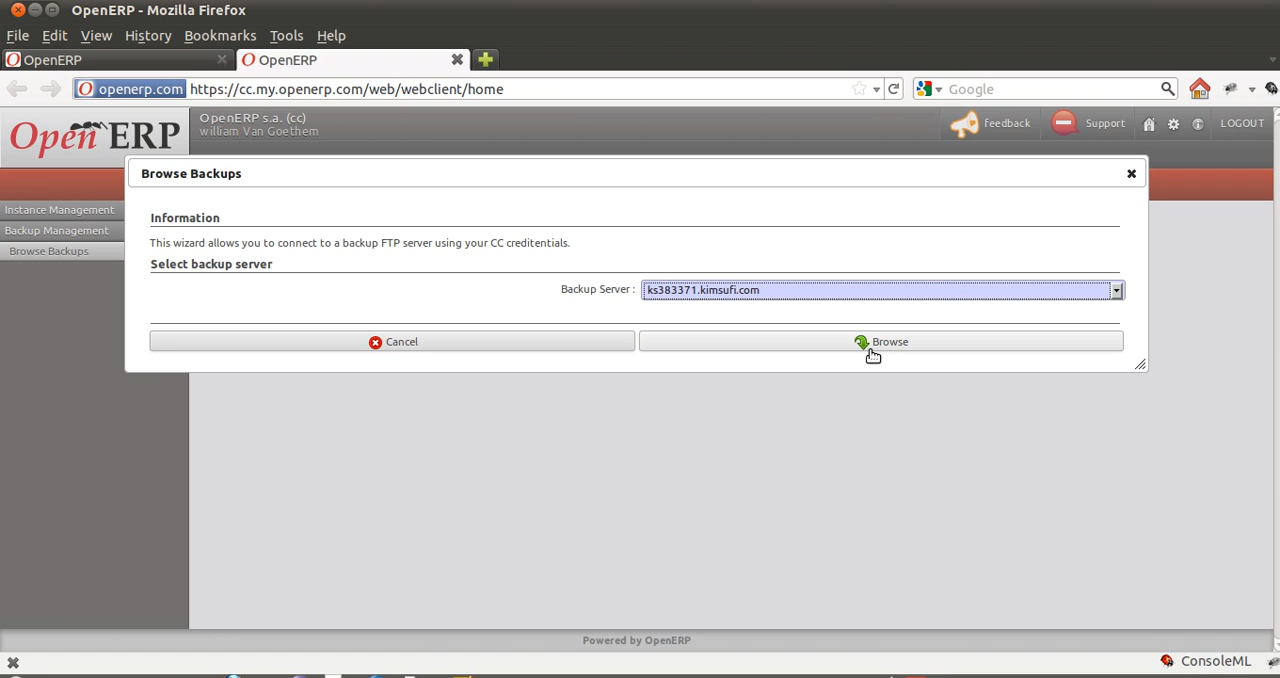 OpenERP - Mozilla Firefox
File Edit View History Bookmarks Tools Help
OpenERP
OpenERP
openerp.com https://cc.my.openerp.com/web/webclient/home
Google
Open ERP
OpenERP s.a. (cc)
william Van Goethem
feedback
Support
LOGOUT
Browse Backups
Instance Management
Backup Management
Browse Backups
Information
This wizard allows you to connect to a backup FTP server using your CC creditentials.
Select backup server
Backup Server : ks383371.kimsufi.com
Cancel
Browse
Powered by OpenERP
ConsoleML